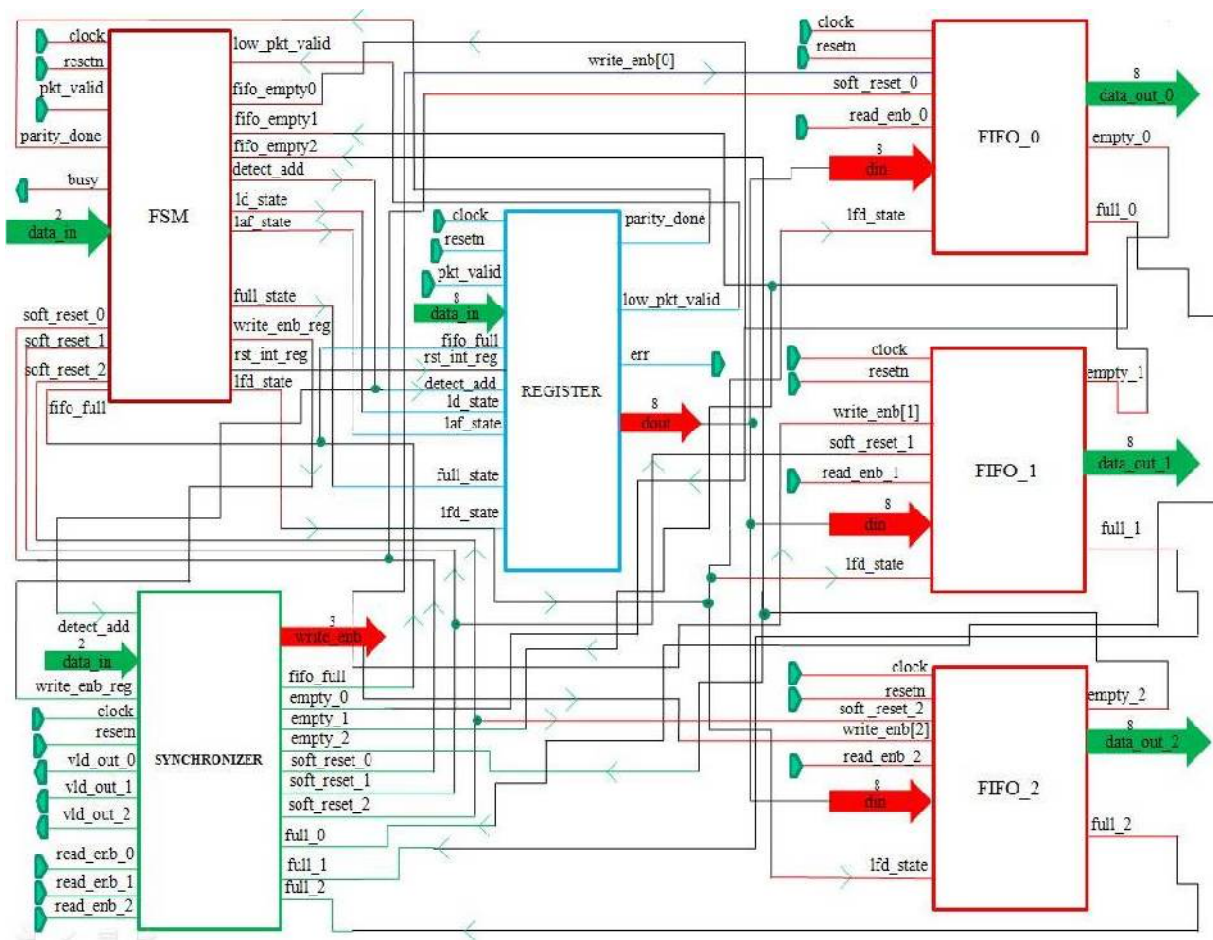 clock
resetn
pkt_valid
parity_done
busy
2
data_in
soft_reset_0
soft_reset_1
soft_reset_2
fifo_full
FSM
low_pkt_valid
fifo_empty0
fifo_empty1
fifo_empty2
detect_add
ld_state
laf_state
full_state
write_enb_reg
rst_int_reg
lfd_state
clock
resetn
pkt_valid
8
data_in
fifo_full
rst_int_reg
detect_add
ld_state
laf_state
full_state
lfd_state
REGISTER
parity_done
low_pkt_valid
err
8
dout
detect_add
2
data_in
write_enb_reg
clock
resetn
vld_out_0
vld_out_1
vld_out_2
read_enb_0
read_enb_1
read_enb_2
SYNCHRONIZER
3
write_enb
fifo_full
empty_0
empty_1
empty_2
soft_reset_0
soft_reset_1
soft_reset_2
full_0
full_1
full_2
clock
resetn
write_enb[0]
soft_reset_0
read_enb_0
8
din
lfd_state
FIFO_0
8
data_out_0
empty_0
full_0
clock
resetn
write_enb[1]
soft_reset_1
read_enb_1
8
din
lfd_state
FIFO_1
empty_1
8
data_out_1
full_1
clock
resetn
soft_reset_2
write_enb[2]
read_enb_2
8
din
lfd_state
FIFO_2
empty_2
8
data_out_2
full_2